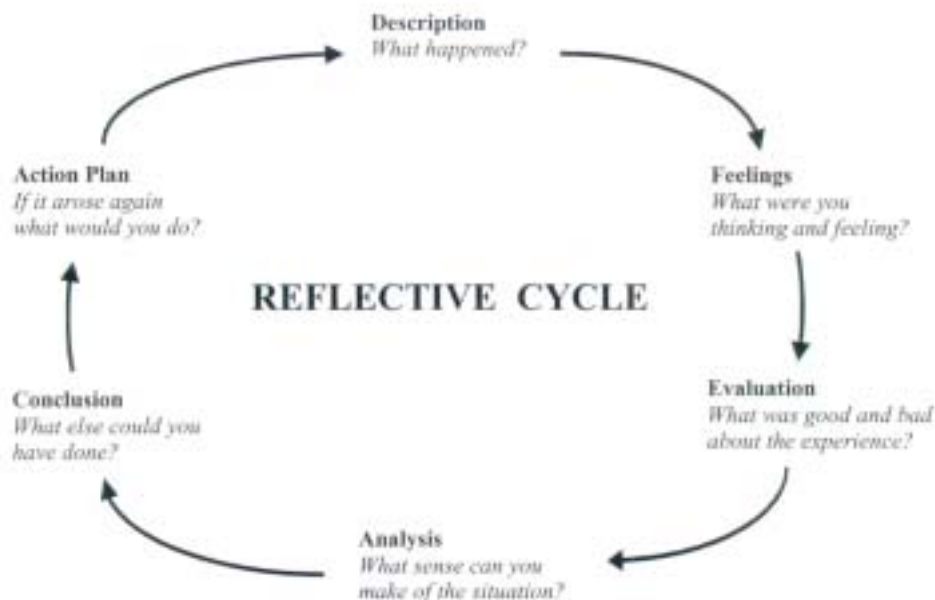 Description
What happened?
Feelings
What were you
thinking and feeling?
Evaluation
What was good and bad
about the experience?
Analysis
What sense can you
make of the situation?
Conclusion
What else could you
have done?
Action Plan
If it arose again
what would you do?
REFLECTIVE CYCLE